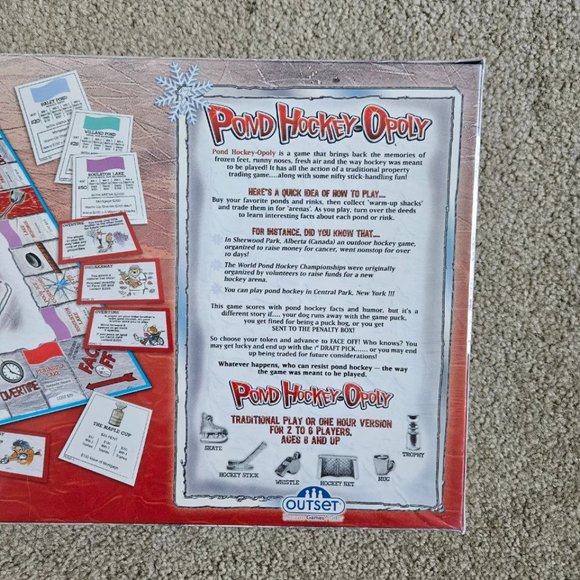 POND HOCKEY-OPOLY
Pond Hockey-Opoly is a game that brings back the memories of
frozen feet, runny noses, fresh air and the way hockey was meant
to be played! It has all the action of a traditional property
trading game....along with some nifty stick-handling fun!
HERE'S A QUICK IDEA OF HOW TO PLAY...
Buy your favorite ponds and rinks, then collect 'warm-up shacks'
and trade them in for 'arenas'. As you play, turn over the deeds
to learn interesting facts about each pond or rink.
FOR INSTANCE, DID YOU KNOW THAT...
In Sherwood Park, Alberta (Canada) an outdoor hockey game,
organized to raise money for cancer, went nonstop for over
10 days!
The World Pond Hockey Championships were originally
organized by volunteers to raise funds for a new
hockey arena.
You can play pond hockey in Central Park, New York !!!
This game scores with pond hockey facts and humor, but it's a
different story if..... your dog runs away with the game puck,
you get fined for being a puck hog, or you get
SENT TO THE PENALTY BOX!
So choose your token and advance to FACE OFF! Who knows? You
may get lucky and end up with the 1st DRAFT PICK...... or you may end
up being traded for future considerations!
Whatever happens, who can resist pond hockey — the way
the game was meant to be played.
POND HOCKEY-OPOLY
TRADITIONAL PLAY OR ONE HOUR VERSION
FOR 2 TO 6 PLAYERS,
AGES 8 AND UP
SKATE
HOCKEY STICK
WHISTLE
HOCKEY NET
MUG
TROPHY
OUTSET
Games
HALEY POND
WILLAND POND
ROULSTON LAKE
OVERTIME
OVERTIME
FACE OFF
OVERTIME
THE MAPLE CUP